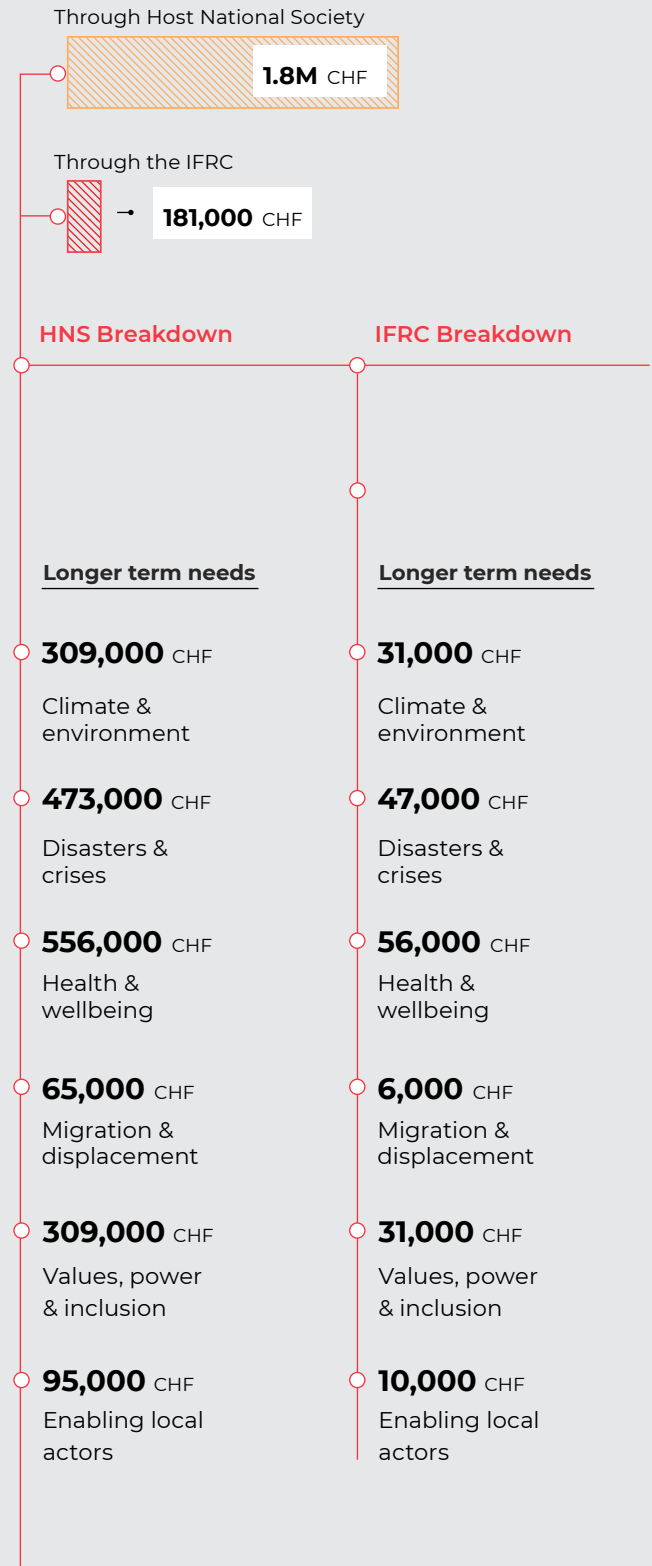 Through Host National Society
1.8M CHF
Through the IFRC
181,000 CHF
HNS Breakdown
IFRC Breakdown
Longer term needs
309,000 CHF
Climate &
environment
473,000 CHF
Disasters &
crises
556,000 CHF
Health &
wellbeing
65,000 CHF
Migration &
displacement
309,000 CHF
Values, power
& inclusion
95,000 CHF
Enabling local
actors
Longer term needs
31,000 CHF
Climate &
environment
47,000 CHF
Disasters &
crises
56,000 CHF
Health &
wellbeing
6,000 CHF
Migration &
displacement
31,000 CHF
Values, power
& inclusion
10,000 CHF
Enabling local
actors